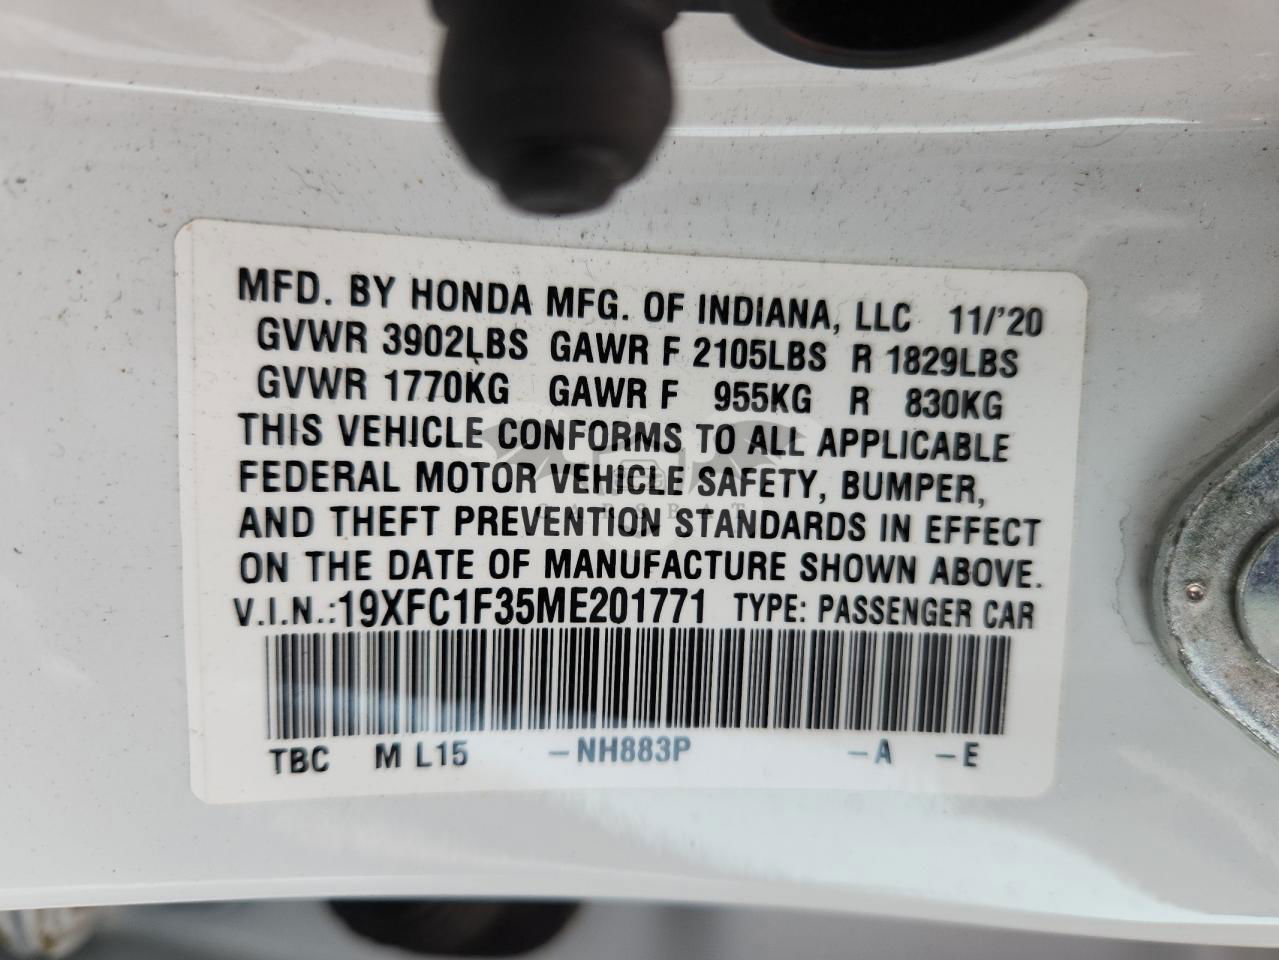 MFD. BY HONDA MFG. OF INDIANA, LLC 11/'20
GVWR 3902LBS GAWR F 2105LBS R 1829LBS
GVWR 1770KG GAWR F 955KG R 830KG
THIS VEHICLE CONFORMS TO ALL APPLICABLE
FEDERAL MOTOR VEHICLE SAFETY, BUMPER,
AND THEFT PREVENTION STANDARDS IN EFFECT
ON THE DATE OF MANUFACTURE SHOWN ABOVE.
V.I.N.:19XFC1F35ME201771 TYPE: PASSENGER CAR
TBC M L15 -NH883P -A -E